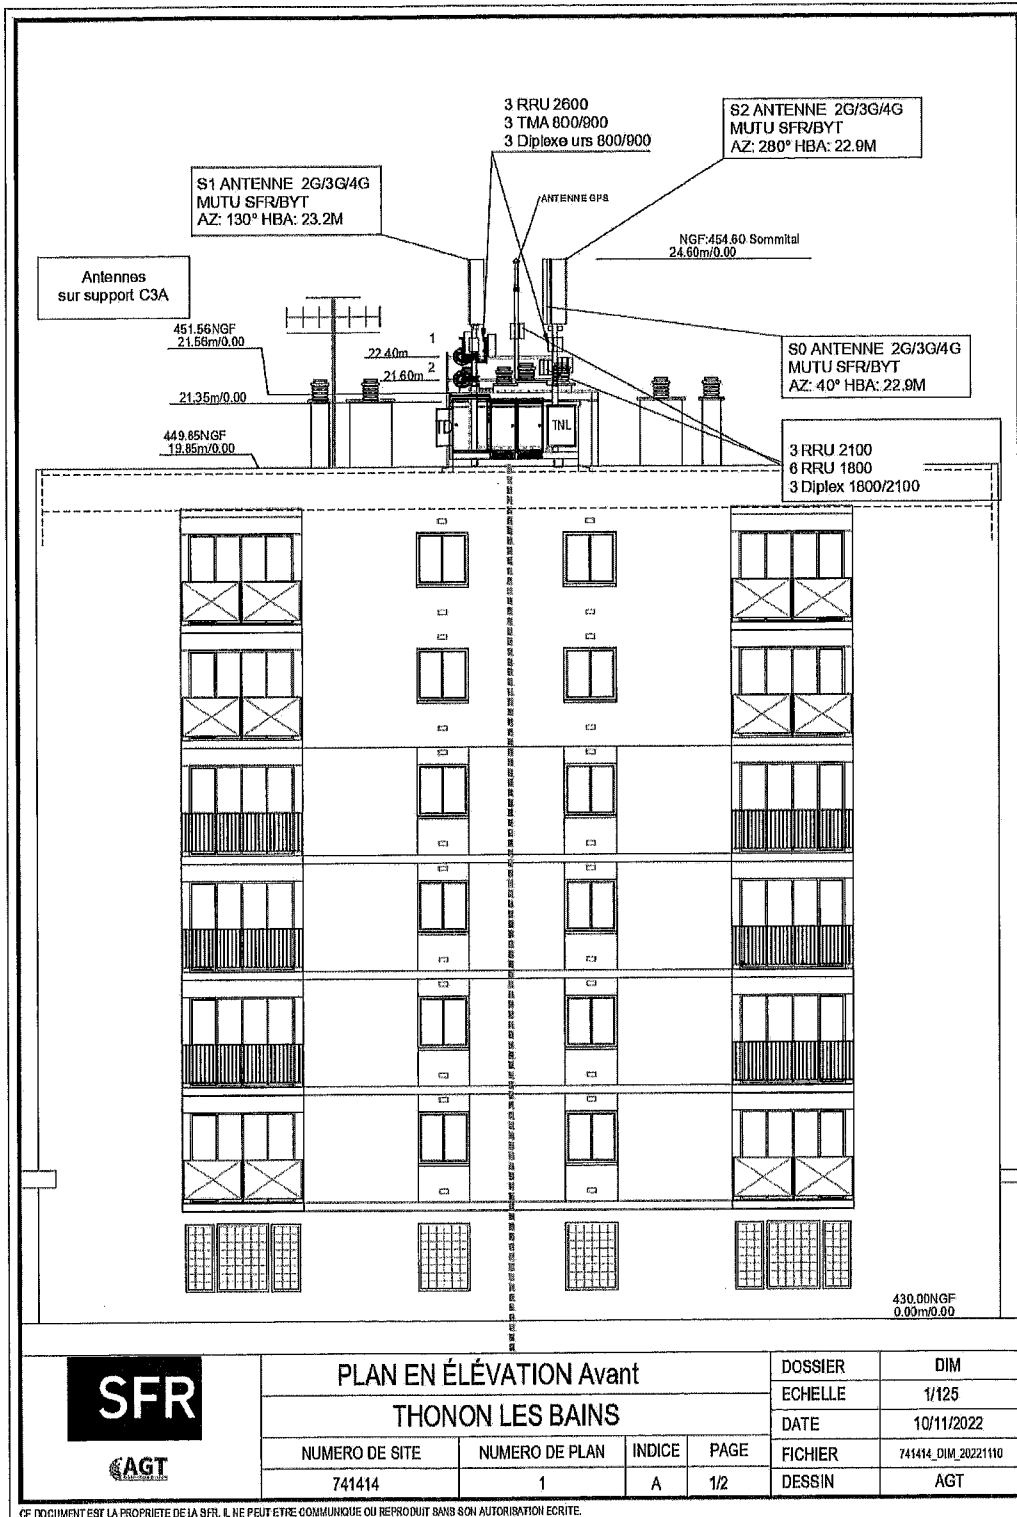 3 RRU 2600
3 TMA 800/900
3 Diplexe urs 800/900
S2 ANTENNE 2G/3G/4G
MUTU SFR/BYT
AZ: 280° HBA: 22.9M
S1 ANTENNE 2G/3G/4G
MUTU SFR/BYT
AZ: 130° HBA: 23.2M
ANTENNE GPS
NGF:454.60 Sommital
24.60m/0.00
Antennes
sur support C3A
451.56NGF
21.56m/0.00
1
22.40m
2
21.60m
S0 ANTENNE 2G/3G/4G
MUTU SFR/BYT
AZ: 40° HBA: 22.9M
21.35m/0.00
TD
TNL
449.85NGF
19.85m/0.00
3 RRU 2100
6 RRU 1800
3 Diplex 1800/2100
430.00NGF
0.00m/0.00
SFR
AGT
PLAN EN ÉLÉVATION Avant
THONON LES BAINS
NUMERO DE SITE
NUMERO DE PLAN
INDICE
PAGE
741414
1
A
1/2
DOSSIER
DIM
ECHELLE
1/125
DATE
10/11/2022
FICHIER
741414_DIM_20221110
DESSIN
AGT
CE DOCUMENT EST LA PROPRIETE DE LA SFR. IL NE PEUT ETRE COMMUNIQUE OU REPRODUIT SANS SON AUTORISATION ECRITE.